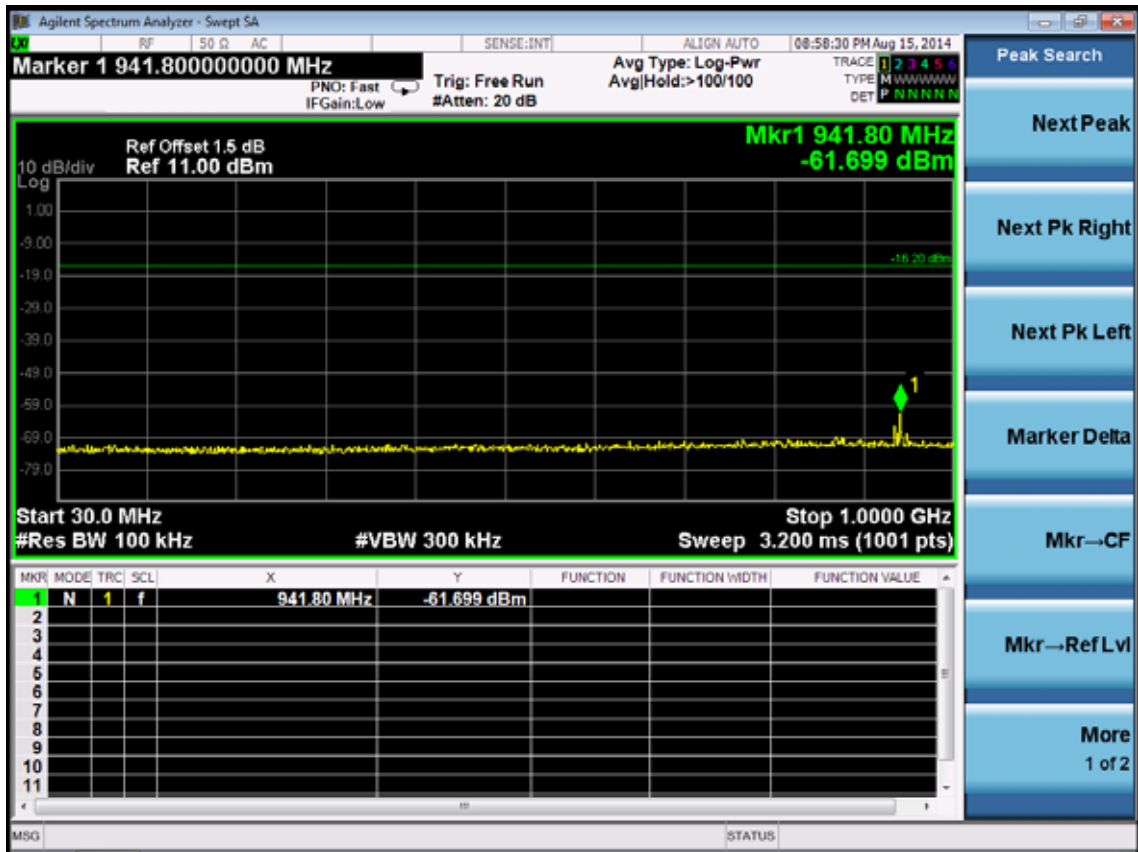 Agilent Spectrum Analyzer - Swept SA
LXI RF 50 Ω AC SENSE:INT ALIGN AUTO 08:58:30 PM Aug 15, 2014
Marker 1 941.800000000 MHz
PNO: Fast
IFGain:Low
Trig: Free Run
#Atten: 20 dB
Avg Type: Log-Pwr
Avg|Hold:>100/100
TRACE 1 2 3 4 5 6
TYPE M WWWWW
DET P N N N N N
Ref Offset 1.5 dB
10 dB/div Ref 11.00 dBm
Log
Mkr1 941.80 MHz
-61.699 dBm
1.00
-9.00
-16.20 dBm
-19.0
-29.0
-39.0
-49.0
1
-59.0
-69.0
-79.0
Start 30.0 MHz Stop 1.0000 GHz
#Res BW 100 kHz #VBW 300 kHz Sweep 3.200 ms (1001 pts)
MKR MODE TRC SCL X Y FUNCTION FUNCTION WIDTH FUNCTION VALUE
1 N 1 f 941.80 MHz -61.699 dBm
2
3
4
5
6
7
8
9
10
11
MSG STATUS
Peak Search
Next Peak
Next Pk Right
Next Pk Left
Marker Delta
Mkr→CF
Mkr→Ref Lvl
More
1 of 2